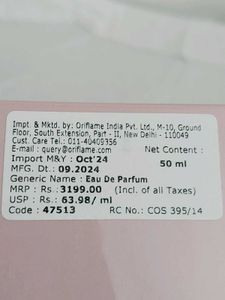 Impt. & Mktd. by: Oriflame India Pvt. Ltd., M-10, Ground
Floor, South Extension, Part - II, New Delhi - 110049
Cust. Care Tel.: 011-40409356
E-mail : query@oriflame.com Net Content :
Import M&Y : Oct'24 50 ml
MFG. Dt.: 09.2024
Generic Name : Eau De Parfum
MRP : Rs.3199.00 (Incl. of all Taxes)
USP : Rs. 63.98/ ml
Code : 47513 RC No.: COS 395/14